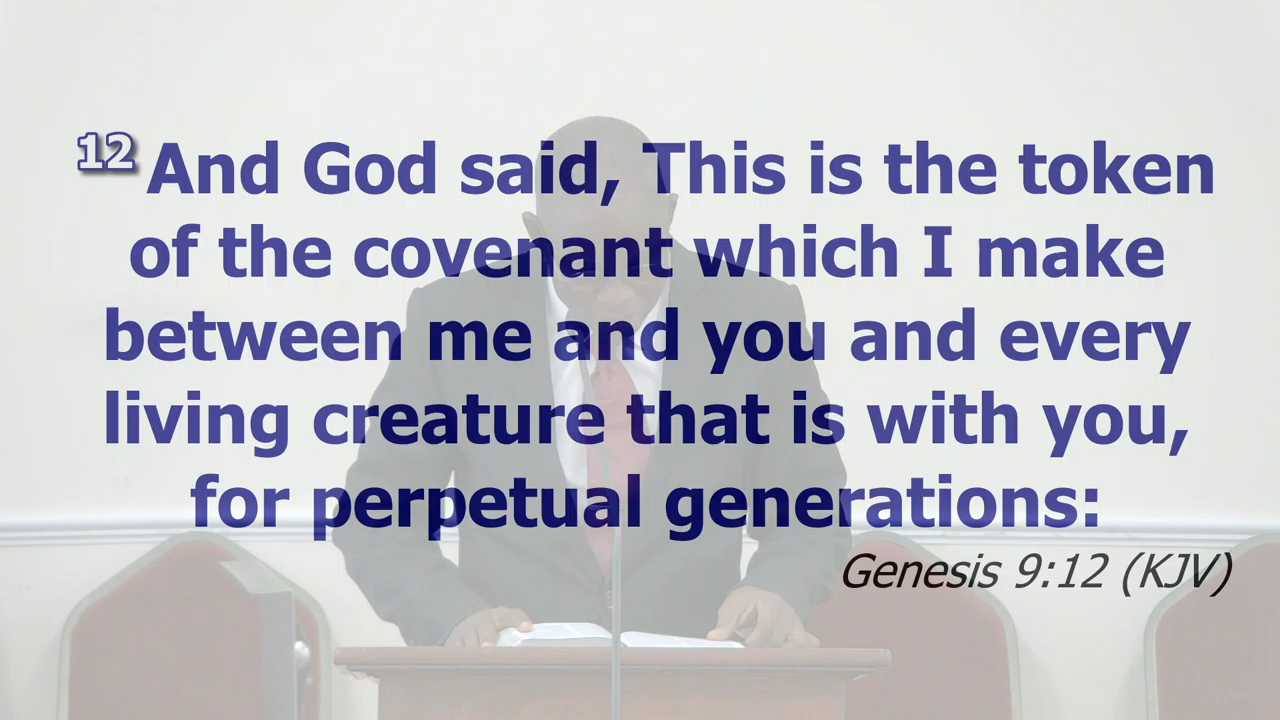 12 And God said, This is the token
of the covenant which I make
between me and you and every
living creature that is with you,
for perpetual generations:
Genesis 9:12 (KJV)